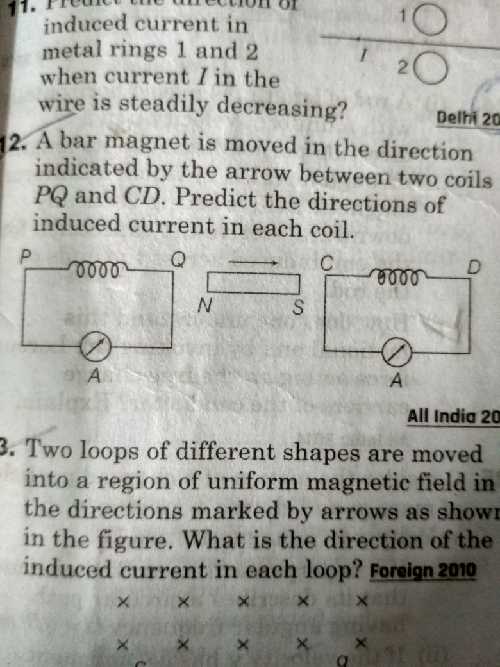 11. Predict the direction of
induced current in
metal rings 1 and 2
when current I in the
wire is steadily decreasing?
1
I
2
Delhi 20
12. A bar magnet is moved in the direction
indicated by the arrow between two coils
PQ and CD. Predict the directions of
induced current in each coil.
P Q C D
N S
A A
All India 20
3. Two loops of different shapes are moved
into a region of uniform magnetic field in
the directions marked by arrows as shown
in the figure. What is the direction of the
induced current in each loop? Foreign 2010
× × × × ×
× × × × ×